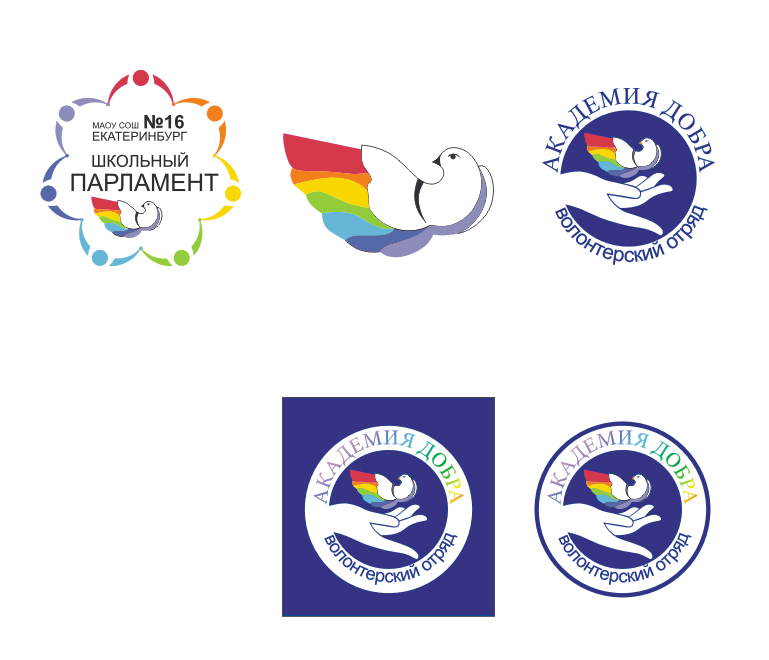 МАОУ СОШ №16
ЕКАТЕРИНБУРГ
ШКОЛЬНЫЙ
ПАРЛАМЕНТ
АКАДЕМИЯ ДОБРА
волонтерский отряд
АКАДЕМИЯ ДОБРА
волонтерский отряд
АКАДЕМИЯ ДОБРА
волонтерский отряд